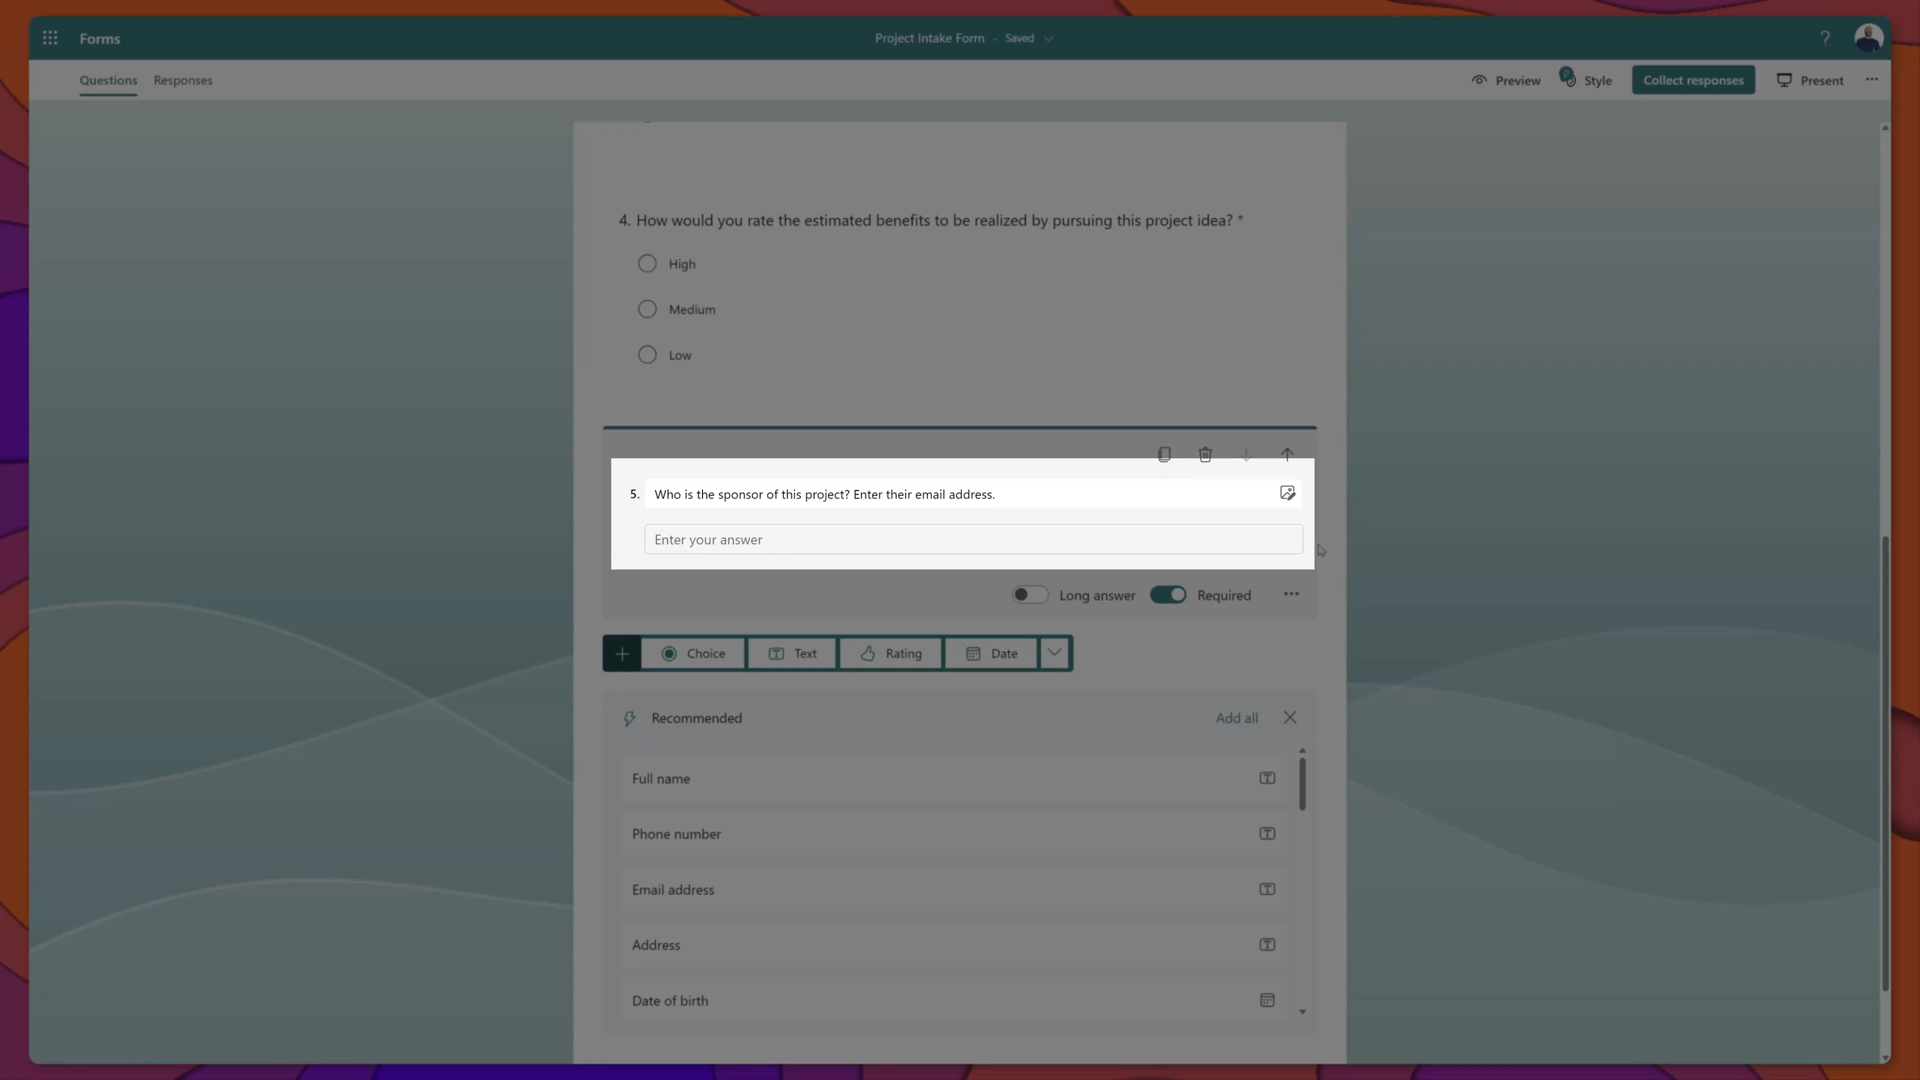 Forms
Project Intake Form - Saved
?
Questions Responses
Preview Style Collect responses Present ...
4. How would you rate the estimated benefits to be realized by pursuing this project idea? *
High
Medium
Low
5. Who is the sponsor of this project? Enter their email address.
Enter your answer
Long answer Required ...
+ Choice Text Rating Date
Recommended Add all
Full name
Phone number
Email address
Address
Date of birth